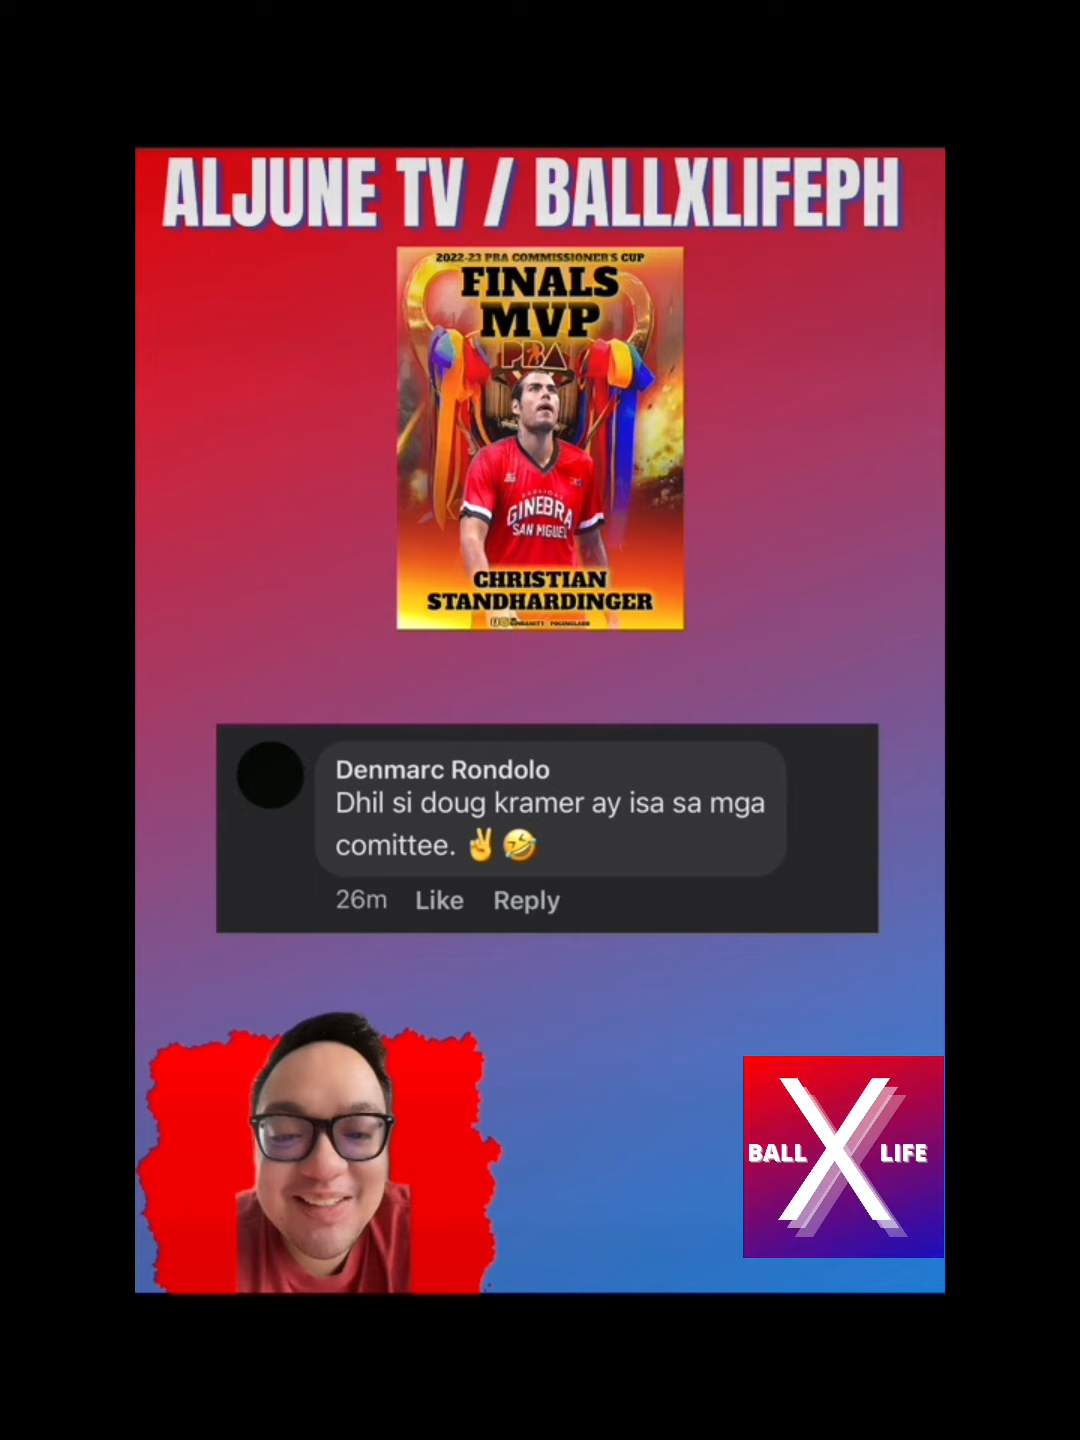 ALJUNE TV / BALLXLIFEPH
2022-23 PBA COMMISSIONER'S CUP
FINALS
MVP
PBA
GINEBRA
SAN MIGUEL
CHRISTIAN
STANDHARDINGER
Denmarc Rondolo
Dhil si doug kramer ay isa sa mga
comittee. ✌️🤣
26m Like Reply
BALL X LIFE